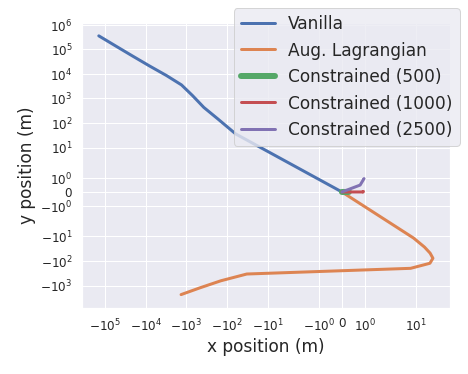 Vanilla
Aug. Lagrangian
Constrained (500)
Constrained (1000)
Constrained (2500)
y position (m)
10⁶
10⁵
10⁴
10³
10²
10¹
10⁰
0
−10⁰
−10¹
−10²
−10³
−10⁵ −10⁴ −10³ −10² −10¹ −10⁰ 0 10⁰ 10¹
x position (m)